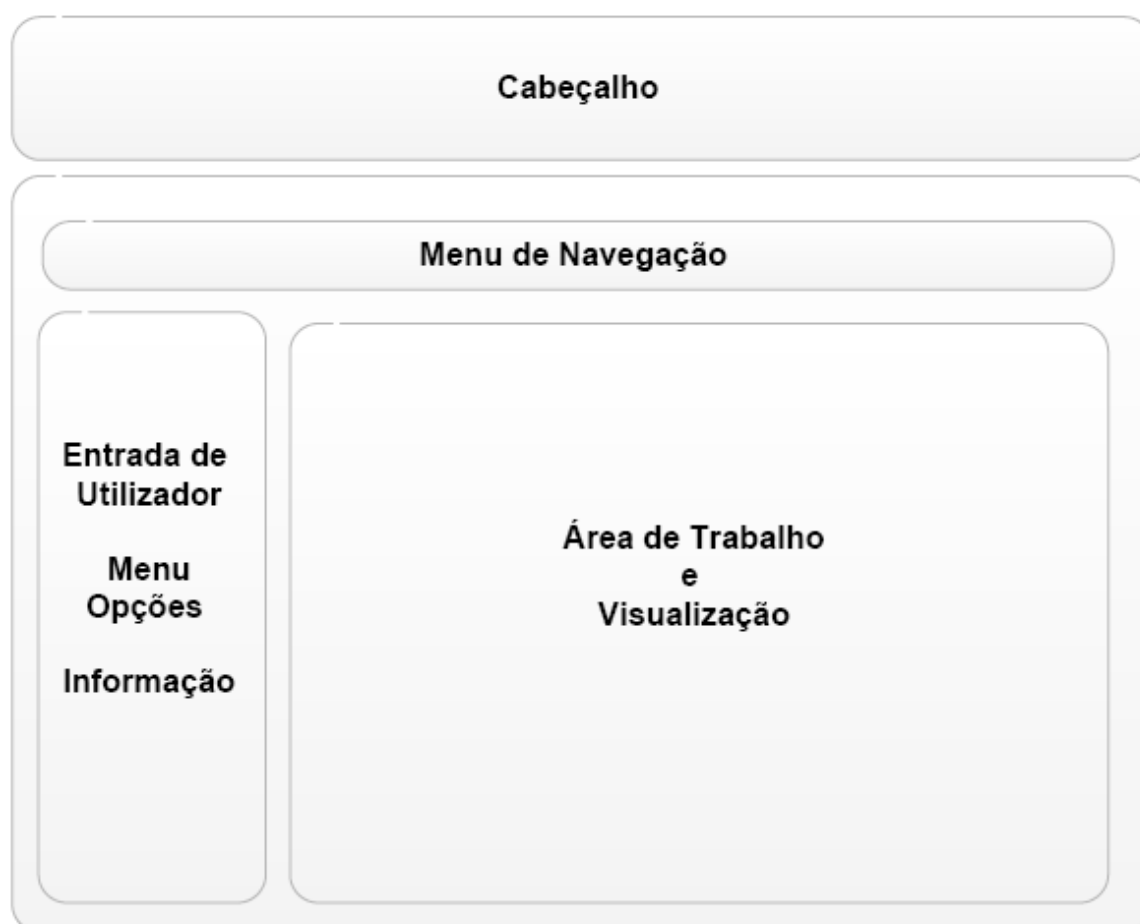 Cabeçalho
Menu de Navegação
Entrada de
Utilizador
Menu
Opções
Informação
Área de Trabalho
e
Visualização